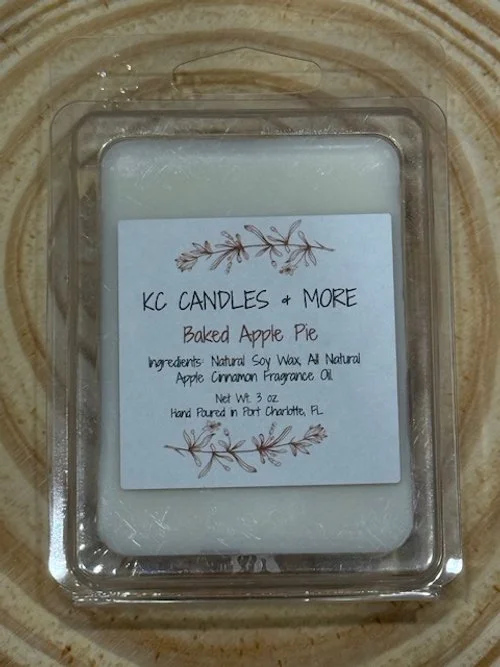 KC CANDLES & MORE
Baked Apple Pie
Ingredients: Natural Soy Wax, All Natural
Apple Cinnamon Fragrance Oil.
Net Wt. 3 oz
Hand Poured in Port Charlotte, FL